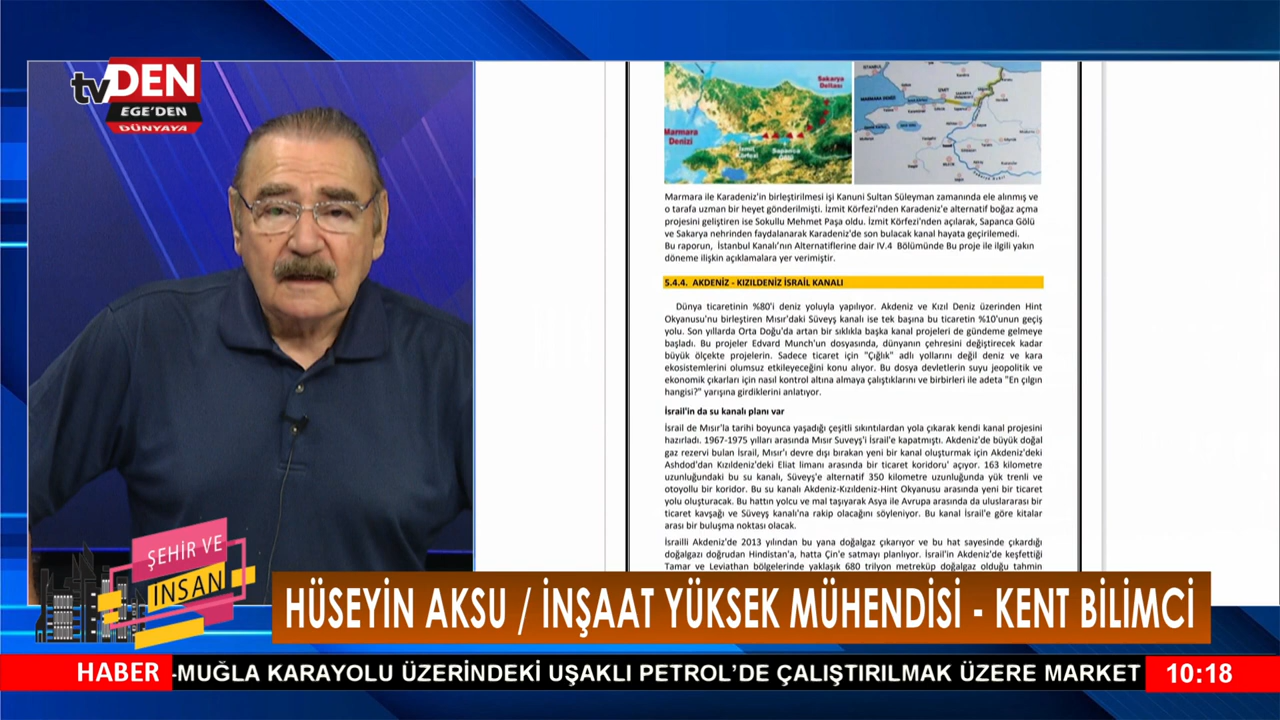 tvDEN
EGE'DEN
DÜNYAYA
Sakarya
Deltası
Marmara
Denizi
İzmit
Körfezi
Sapanca
Gölü
Marmara ile Karadeniz'in birleştirilmesi işi Kanuni Sultan Süleyman zamanında ele alınmış ve
o tarafa uzman bir heyet gönderilmişti. İzmit Körfezi'nden Karadeniz'e alternatif boğaz açma
projesini geliştiren ise Sokullu Mehmet Paşa oldu. İzmit Körfezi'nden açılarak, Sapanca Gölü
ve Sakarya nehrinden faydalanarak Karadeniz'de son bulacak kanal hayata geçirilemedi.
Bu raporun, İstanbul Kanalı'nın Alternatiflerine dair IV.4 Bölümünde Bu proje ile ilgili yakın
döneme ilişkin açıklamalara yer verimiştir.
5.4.4. AKDENİZ - KIZILDENİZ İSRAİL KANALI
Dünya ticaretinin %80'i deniz yoluyla yapılıyor. Akdeniz ve Kızıl Deniz üzerinden Hint
Okyanusu'nu birleştiren Mısır'daki Süveyş kanalı ise tek başına bu ticaretin %10'unun geçiş
yolu. Son yıllarda Orta Doğu'da artan bir sıklıkla başka kanal projeleri de gündeme gelmeye
başladı. Bu projeler Edvard Munch'un dosyasında, dünyanın çehresini değiştirecek kadar
büyük ölçekte projelerin. Sadece ticaret için "Çığlık" adlı yollarını değil deniz ve kara
ekosistemlerini olumsuz etkileyeceğini konu alıyor. Bu dosya devletlerin suyu jeopolitik ve
ekonomik çıkarları için nasıl kontrol altına almaya çalıştıklarını ve birbirleri ile adeta "En çılgın
hangisi?" yarışına girdiklerini anlatıyor.
İsrail'in da su kanalı planı var
İsrail de Mısır'la tarihi boyunca yaşadığı çeşitli sıkıntılardan yola çıkarak kendi kanal projesini
hazırladı. 1967-1975 yılları arasında Mısır Suveyş'i İsrail'e kapatmıştı. Akdeniz'de büyük doğal
gaz rezervi bulan İsrail, Mısır'ı devre dışı bırakan yeni bir kanal oluşturmak için Akdeniz'deki
Ashdod'dan Kızıldeniz'deki Eliat limanı arasında bir ticaret koridoru' açıyor. 163 kilometre
uzunluğundaki bu su kanalı, Süveyş'e alternatif 350 kilometre uzunluğunda yük trenli ve
otoyollu bir koridor. Bu su kanalı Akdeniz-Kızıldeniz-Hint Okyanusu arasında yeni bir ticaret
yolu oluşturacak. Bu hattın yolcu ve mal taşıyarak Asya ile Avrupa arasında da uluslararası bir
ticaret kavşağı ve Süveyş kanalı'na rakip olacağını söyleniyor. Bu kanal İsrail'e göre kitalar
arası bir buluşma noktası olacak.
İsrailli Akdeniz'de 2013 yılından bu yana doğalgaz çıkarıyor ve bu hat sayesinde çıkardığı
doğalgazı doğrudan Hindistan'a, hatta Çin'e satmayı planlıyor. İsrail'in Akdeniz'de keşfettiği
Tamar ve Leviathan bölgelerinde yaklaşık 680 trilyon metreküp doğalgaz olduğu tahmin
ŞEHİR VE
İNSAN
HÜSEYİN AKSU / İNŞAAT YÜKSEK MÜHENDİSİ - KENT BİLİMCİ
HABER
-MUĞLA KARAYOLU ÜZERİNDEKİ UŞAKLI PETROL'DE ÇALIŞTIRILMAK ÜZERE MARKET
10:18